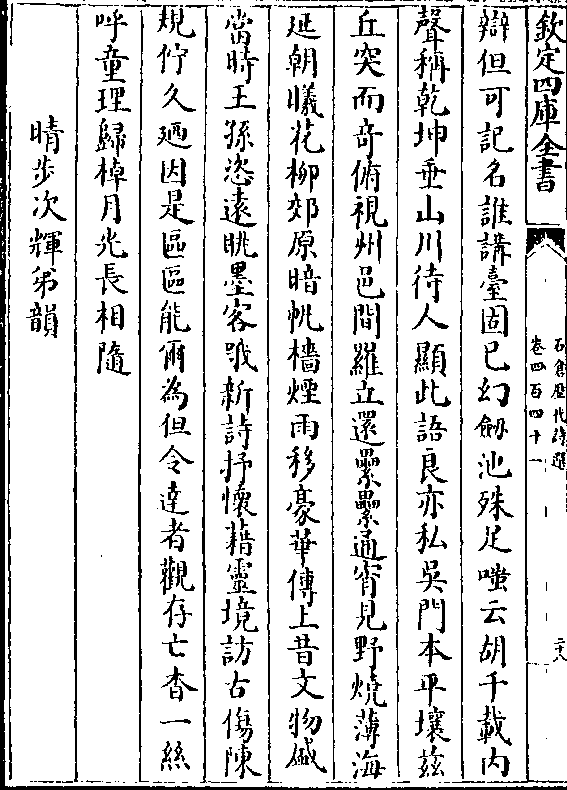 欽定四庫全書
石倉歷代詩選
卷四百四十一
二八
辯但可記名誰講臺固已幻劒池殊足嗤云胡千載内
聲稱乾坤垂山川待人顯此語良亦私吳門本平壤兹
丘突而奇俯視州邑間羅立還纍纍通宵見野燒薄海
延朝曦花柳郊原暗帆檣煙雨移豪華傳上昔文物盛
當時王孫恣遠眺墨客哦新詩抒懷藉靈境訪古傷陳
規佇久廼因是區區能爾為但令達者觀存亡杳一絲
呼童理歸棹月光長相隨
晴步次輝弟韻